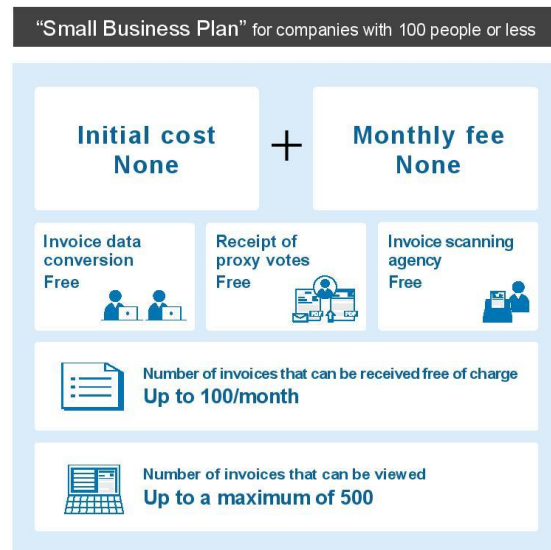 “Small Business Plan” for companies with 100 people or less
Initial cost
None
+
Monthly fee
None
Invoice data
conversion
Free
Receipt of
proxy votes
Free
Invoice scanning
agency
Free
Number of invoices that can be received free of charge
Up to 100/month
Number of invoices that can be viewed
Up to a maximum of 500